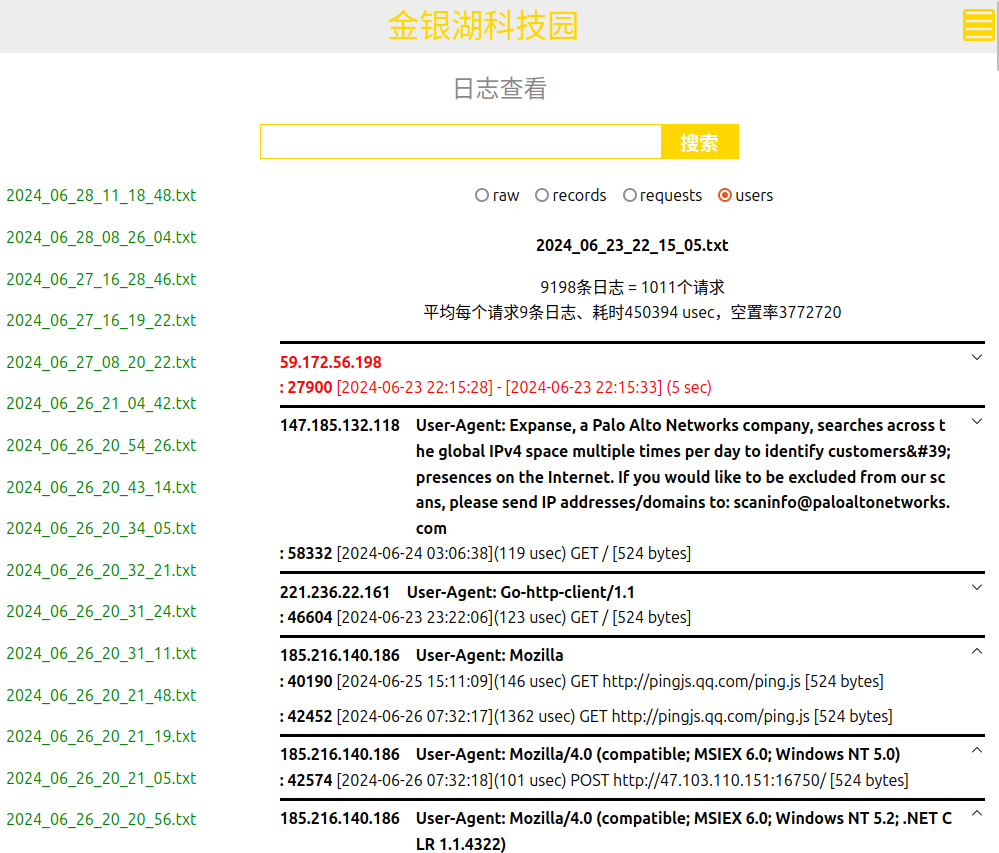 金银湖科技园
日志查看
搜索
2024_06_28_11_18_48.txt
2024_06_28_08_26_04.txt
2024_06_27_16_28_46.txt
2024_06_27_16_19_22.txt
2024_06_27_08_20_22.txt
2024_06_26_21_04_42.txt
2024_06_26_20_54_26.txt
2024_06_26_20_43_14.txt
2024_06_26_20_34_05.txt
2024_06_26_20_32_21.txt
2024_06_26_20_31_24.txt
2024_06_26_20_31_11.txt
2024_06_26_20_21_48.txt
2024_06_26_20_21_19.txt
2024_06_26_20_21_05.txt
2024_06_26_20_20_56.txt
raw records requests users
2024_06_23_22_15_05.txt
9198条日志 = 1011个请求
平均每个请求9条日志、耗时450394 usec，空置率3772720
59.172.56.198
: 27900 [2024-06-23 22:15:28] - [2024-06-23 22:15:33] (5 sec)
147.185.132.118 User-Agent: Expanse, a Palo Alto Networks company, searches across t
he global IPv4 space multiple times per day to identify customers&#39;
presences on the Internet. If you would like to be excluded from our sc
ans, please send IP addresses/domains to: scaninfo@paloaltonetworks.
com
: 58332 [2024-06-24 03:06:38](119 usec) GET / [524 bytes]
221.236.22.161 User-Agent: Go-http-client/1.1
: 46604 [2024-06-23 23:22:06](123 usec) GET / [524 bytes]
185.216.140.186 User-Agent: Mozilla
: 40190 [2024-06-25 15:11:09](146 usec) GET http://pingjs.qq.com/ping.js [524 bytes]
: 42452 [2024-06-26 07:32:17](1362 usec) GET http://pingjs.qq.com/ping.js [524 bytes]
185.216.140.186 User-Agent: Mozilla/4.0 (compatible; MSIEX 6.0; Windows NT 5.0)
: 42574 [2024-06-26 07:32:18](101 usec) POST http://47.103.110.151:16750/ [524 bytes]
185.216.140.186 User-Agent: Mozilla/4.0 (compatible; MSIEX 6.0; Windows NT 5.2; .NET C
LR 1.1.4322)